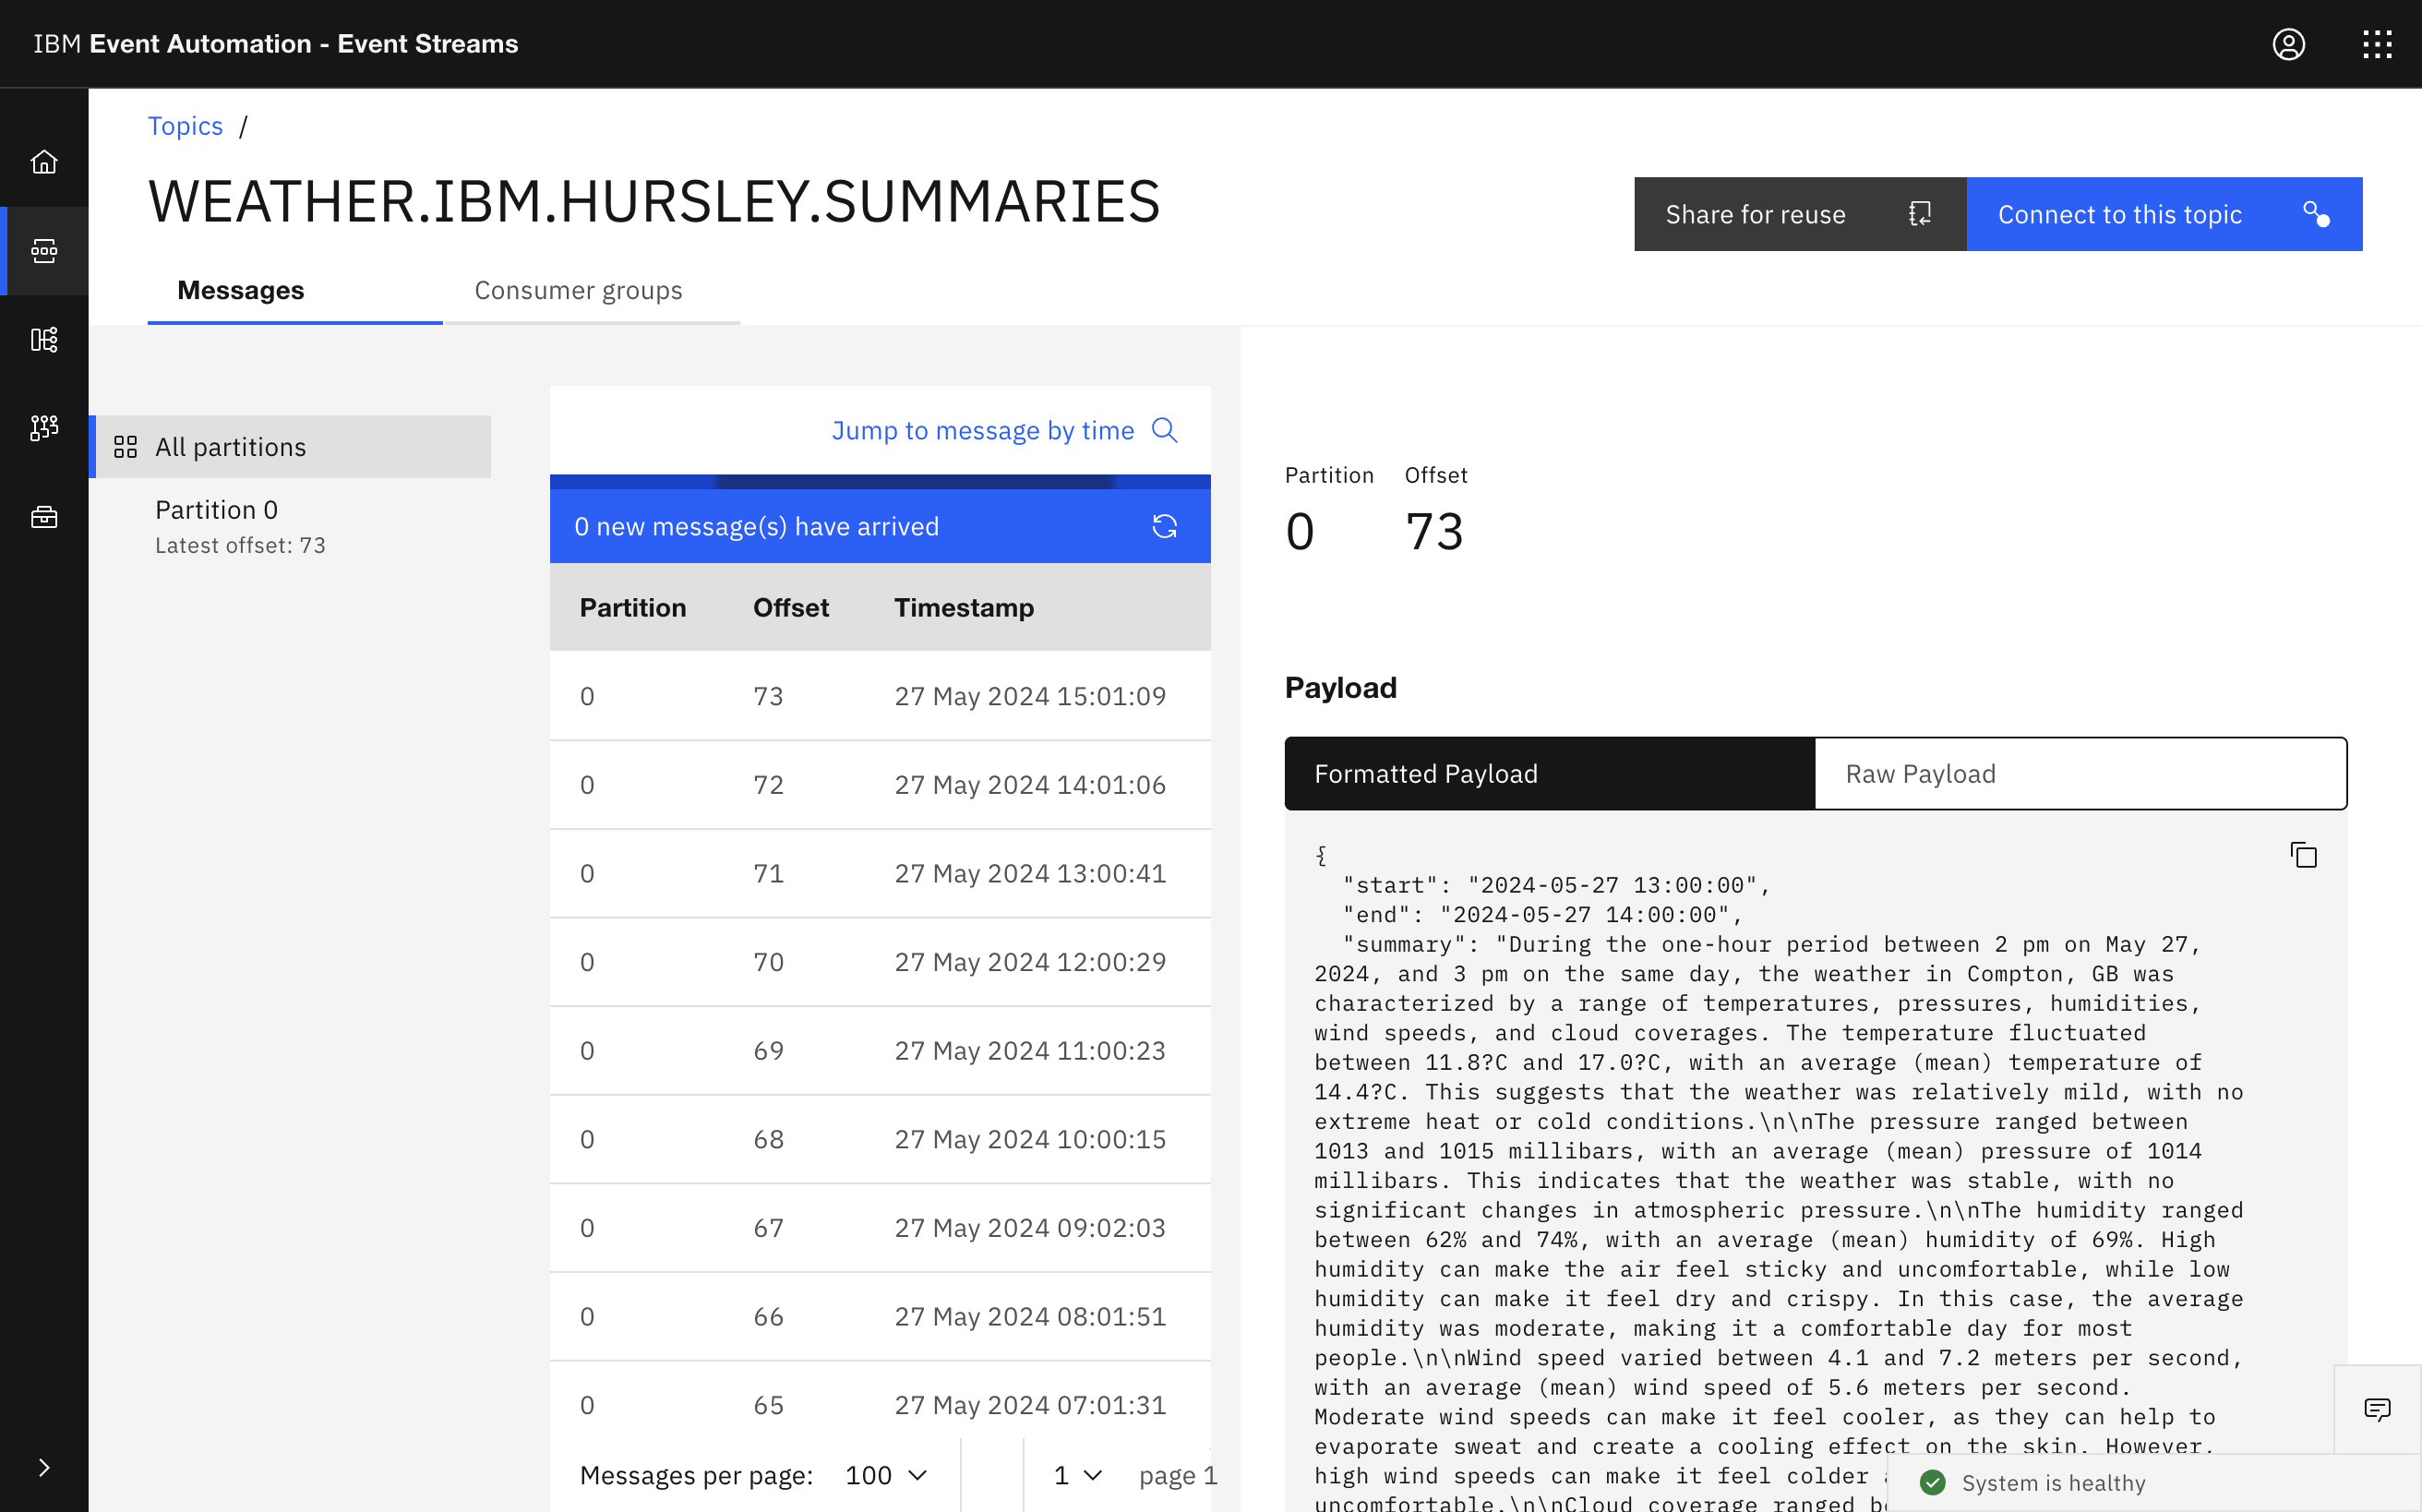 IBM Event Automation - Event Streams
Topics /
WEATHER.IBM.HURSLEY.SUMMARIES
Share for reuse
Connect to this topic
Messages
Consumer groups
All partitions
Partition 0
Latest offset: 73
Jump to message by time
0 new message(s) have arrived
Partition Offset Timestamp
0 73 27 May 2024 15:01:09
0 72 27 May 2024 14:01:06
0 71 27 May 2024 13:00:41
0 70 27 May 2024 12:00:29
0 69 27 May 2024 11:00:23
0 68 27 May 2024 10:00:15
0 67 27 May 2024 09:02:03
0 66 27 May 2024 08:01:51
0 65 27 May 2024 07:01:31
Messages per page: 100 1 page 1
Partition Offset
0 73
Payload
Formatted Payload
Raw Payload
{
"start": "2024-05-27 13:00:00",
"end": "2024-05-27 14:00:00",
"summary": "During the one-hour period between 2 pm on May 27,
2024, and 3 pm on the same day, the weather in Compton, GB was
characterized by a range of temperatures, pressures, humidities,
wind speeds, and cloud coverages. The temperature fluctuated
between 11.8?C and 17.0?C, with an average (mean) temperature of
14.4?C. This suggests that the weather was relatively mild, with no
extreme heat or cold conditions.\n\nThe pressure ranged between
1013 and 1015 millibars, with an average (mean) pressure of 1014
millibars. This indicates that the weather was stable, with no
significant changes in atmospheric pressure.\n\nThe humidity ranged
between 62% and 74%, with an average (mean) humidity of 69%. High
humidity can make the air feel sticky and uncomfortable, while low
humidity can make it feel dry and crispy. In this case, the average
humidity was moderate, making it a comfortable day for most
people.\n\nWind speed varied between 4.1 and 7.2 meters per second,
with an average (mean) wind speed of 5.6 meters per second.
Moderate wind speeds can make it feel cooler, as they can help to
evaporate sweat and create a cooling effect on the skin. However,
high wind speeds can make it feel colder
uncomfortable.\n\nCloud coverage ranged
System is healthy